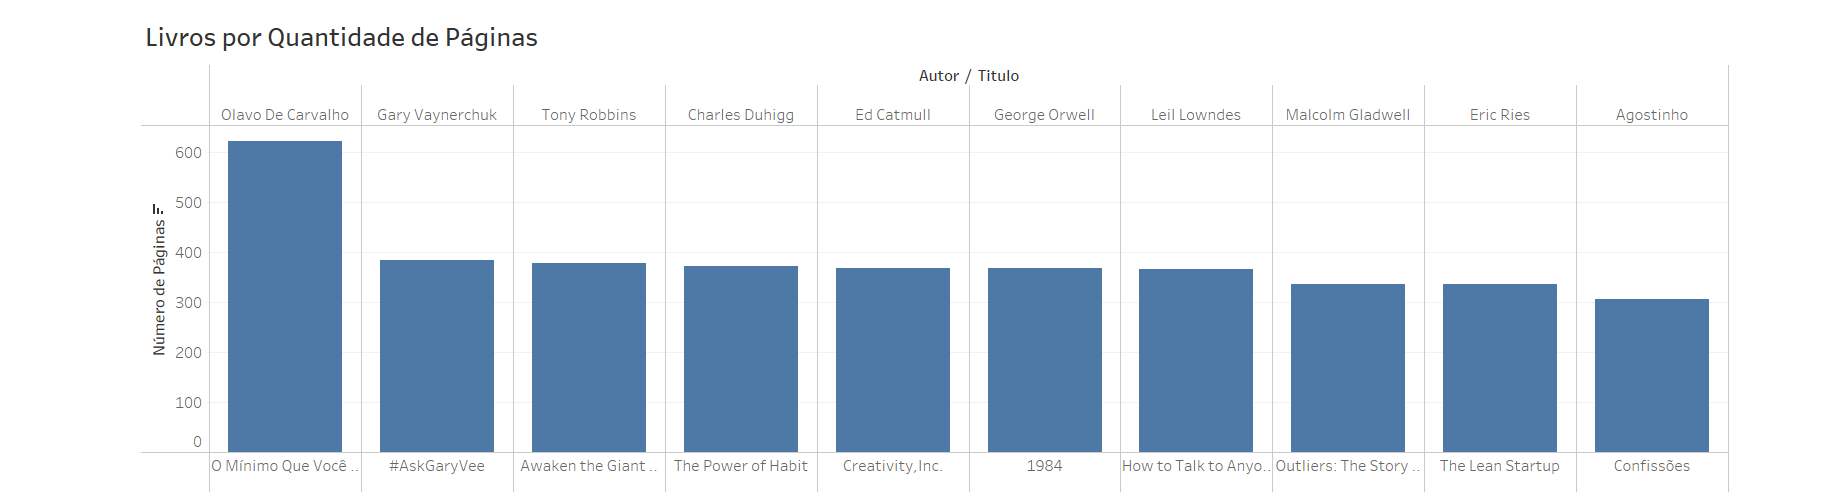 Livros por Quantidade de Páginas
Autor / Titulo
Olavo De Carvalho Gary Vaynerchuk Tony Robbins Charles Duhigg Ed Catmull George Orwell Leil Lowndes Malcolm Gladwell Eric Ries Agostinho
Número de Páginas
600
500
400
300
200
100
0
O Mínimo Que Você .. #AskGaryVee Awaken the Giant .. The Power of Habit Creativity,Inc. 1984 How to Talk to Anyo.. Outliers: The Story .. The Lean Startup Confissões